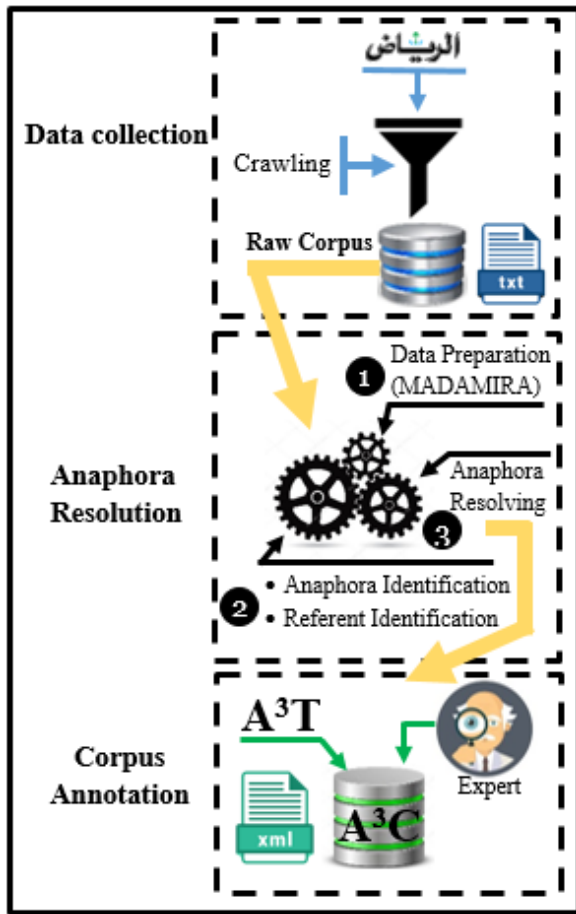 الرياض
Data collection
Crawling
Raw Corpus
txt
1
Data Preparation
(MADAMIRA)
Anaphora
Resolution
Anaphora
Resolving
3
2
• Anaphora Identification
• Referent Identification
Corpus
Annotation
A³T
Expert
xml
A³C